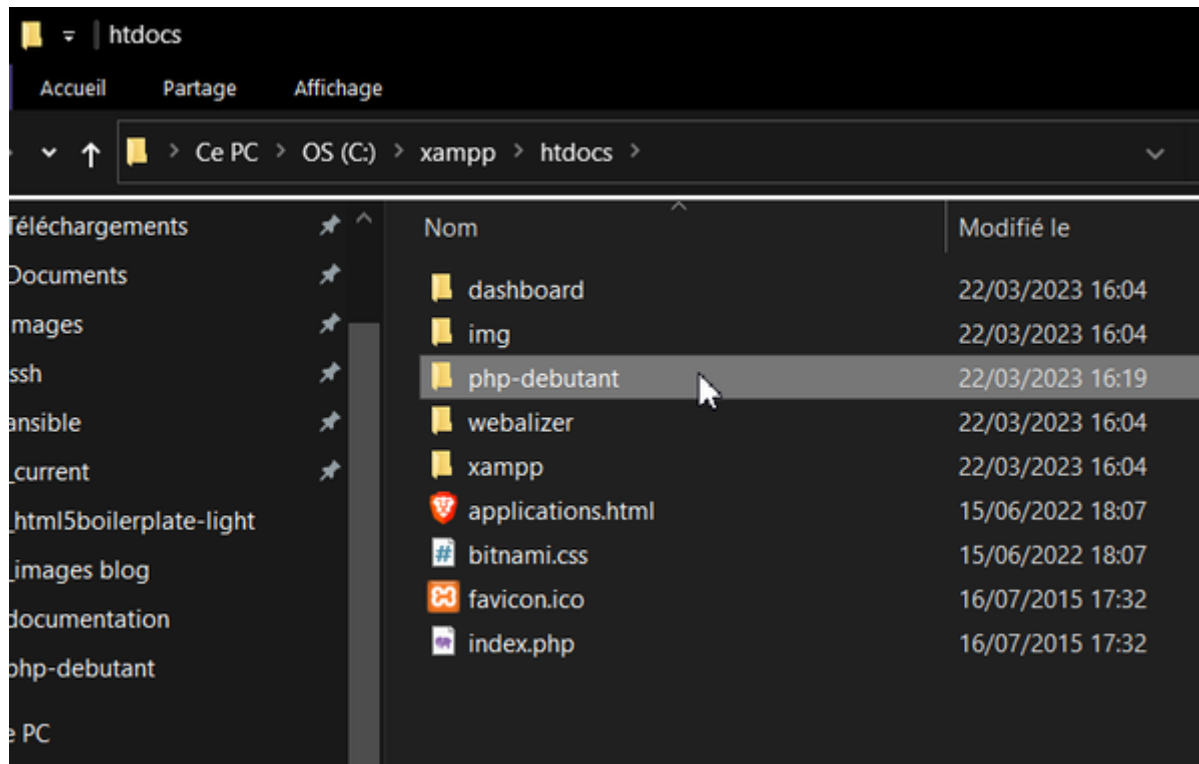 htdocs
Accueil Partage Affichage
Ce PC > OS (C:) > xampp > htdocs >
Téléchargements
Documents
mages
ssh
ansible
_current
_html5boilerplate-light
_images blog
documentation
php-debutant
e PC
Nom Modifié le
dashboard 22/03/2023 16:04
img 22/03/2023 16:04
php-debutant 22/03/2023 16:19
webalizer 22/03/2023 16:04
xampp 22/03/2023 16:04
applications.html 15/06/2022 18:07
bitnami.css 15/06/2022 18:07
favicon.ico 16/07/2015 17:32
index.php 16/07/2015 17:32